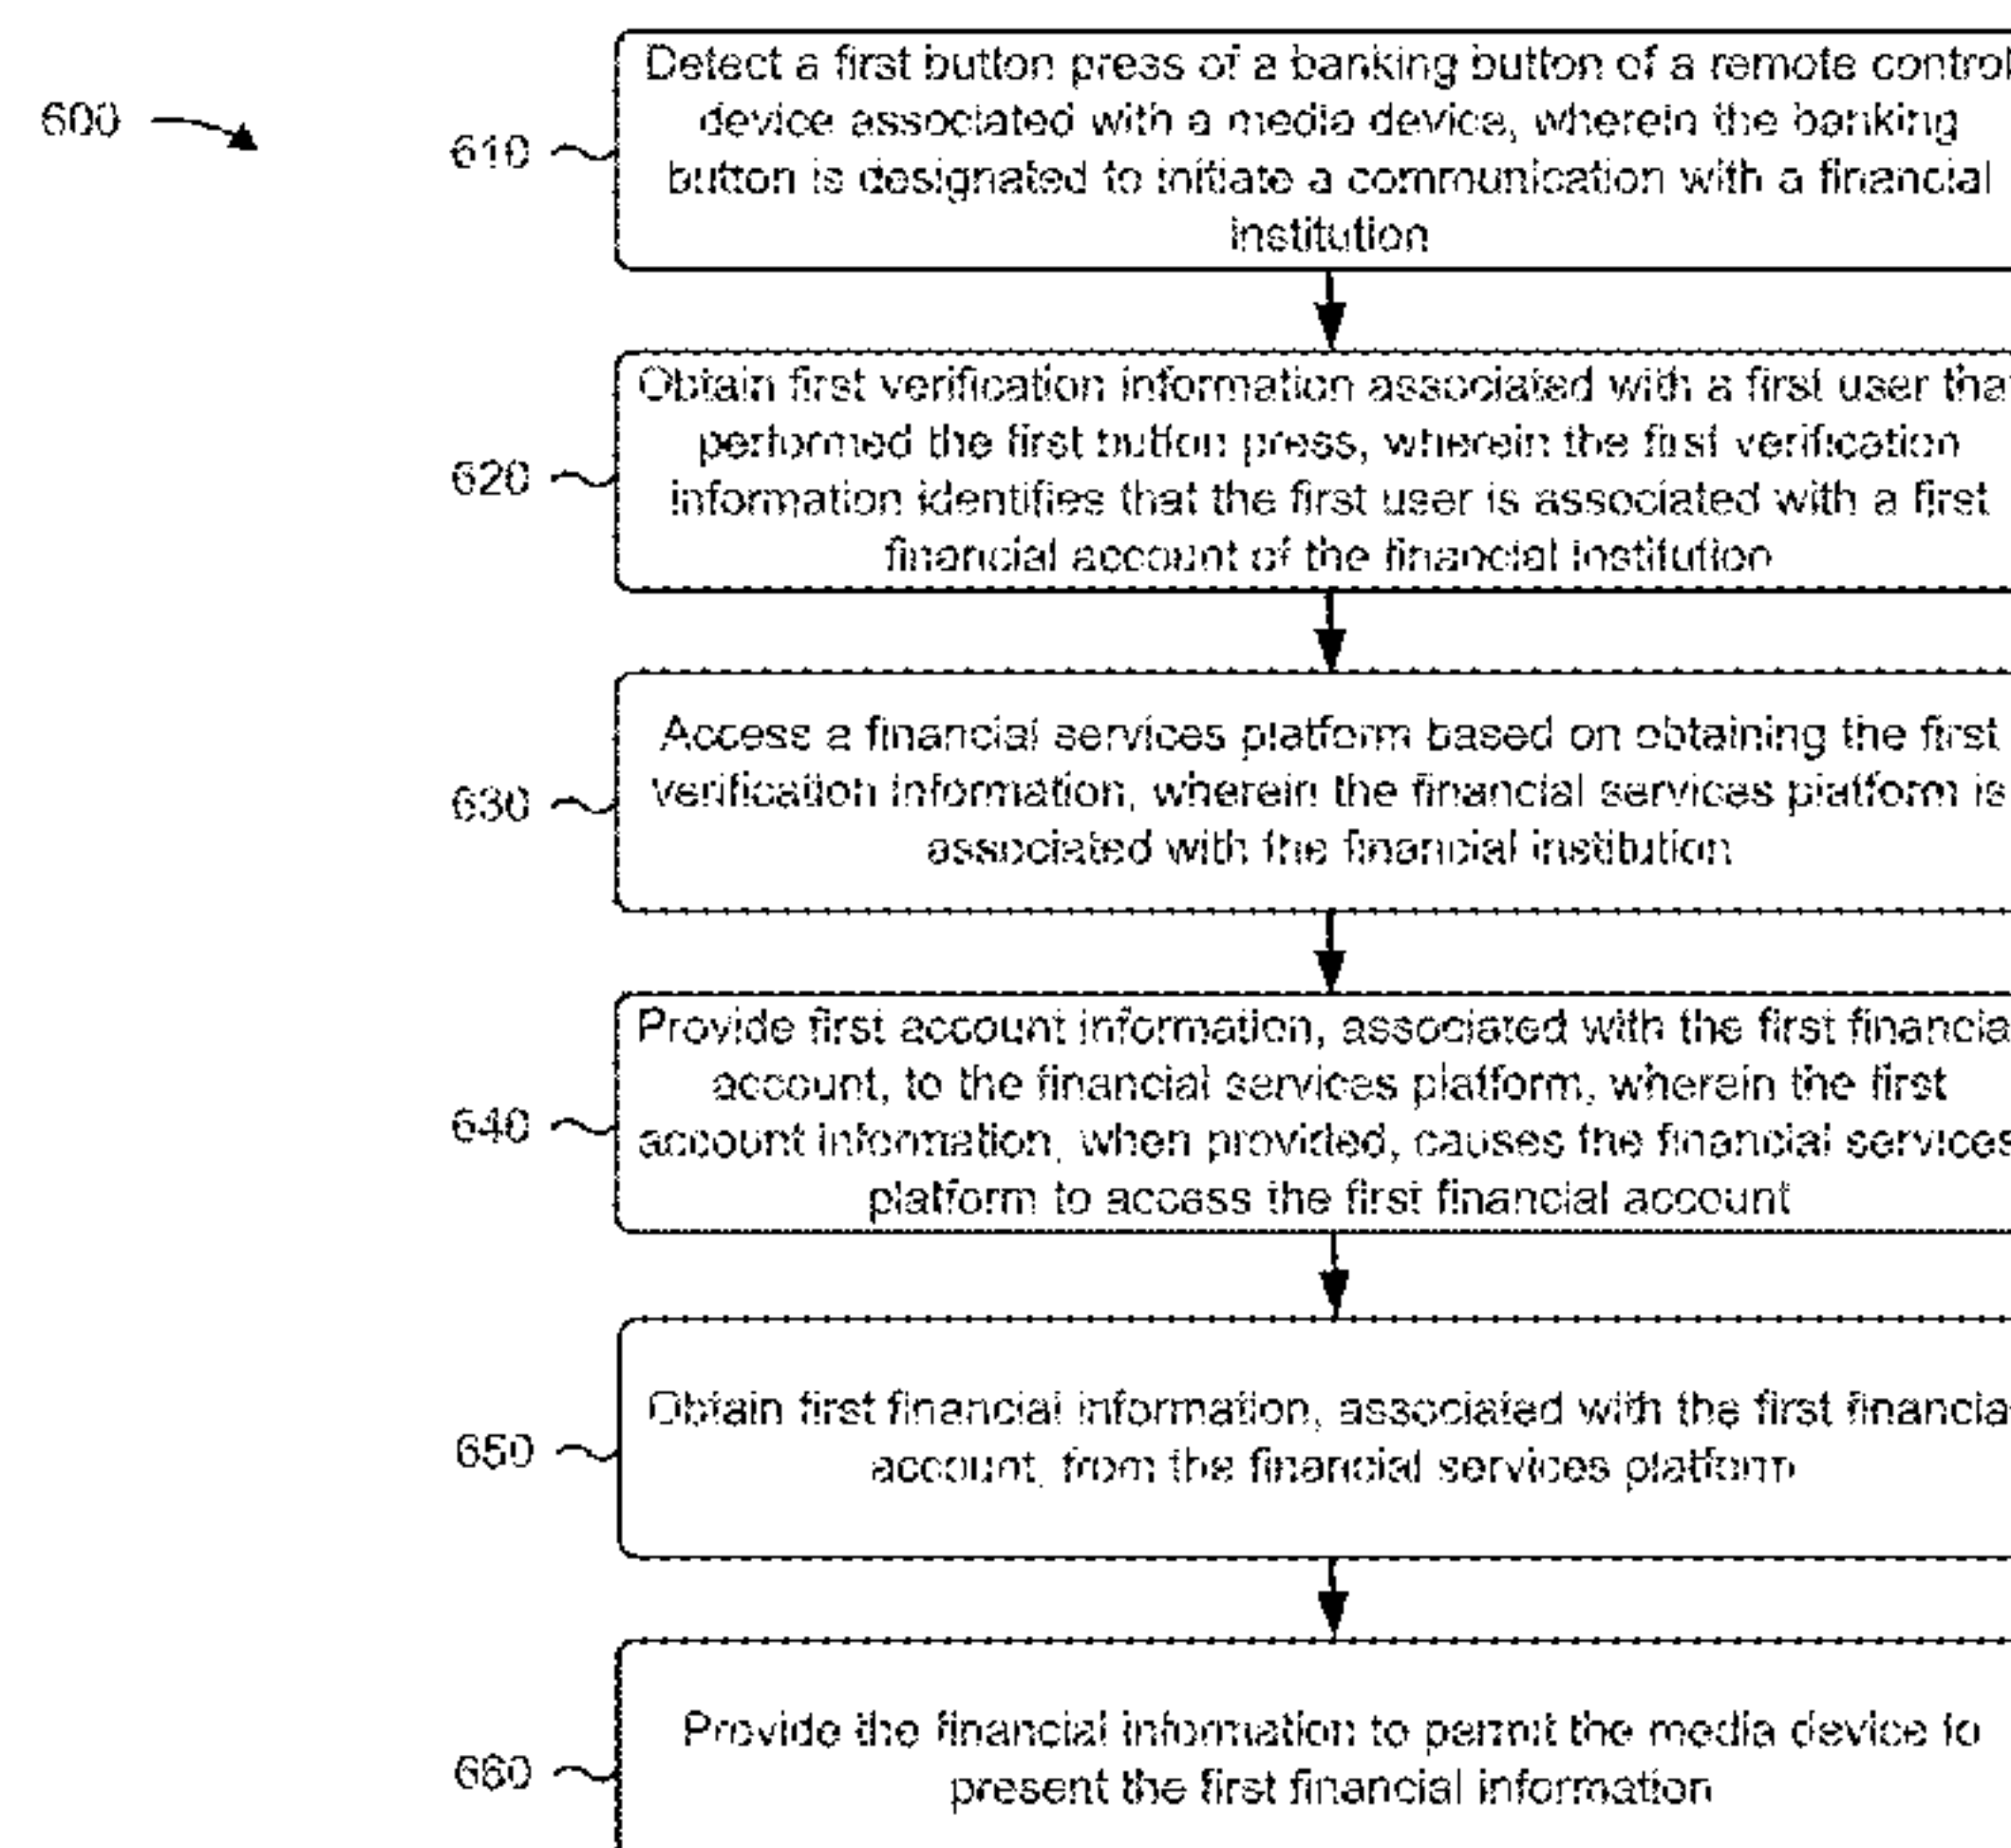 600
610
Detect a first button press of a banking button of a remote control
device associated with a media device, wherein the banking
button is designated to initiate a communication with a financial
institution
620
Obtain first verification information associated with a first user that
performed the first button press, wherein the first verification
information identifies that the first user is associated with a first
financial account of the financial institution
630
Access a financial services platform based on obtaining the first
verification information, wherein the financial services platform is
associated with the financial institution
640
Provide first account information, associated with the first financia
account, to the financial services platform, wherein the first
account information, when provided, causes the financial services
platform to access the first financial account
650
Obtain first financial information, associated with the first financia
account, from the financial services platform
660
Provide the financial information to permit the media device to
present the first financial information